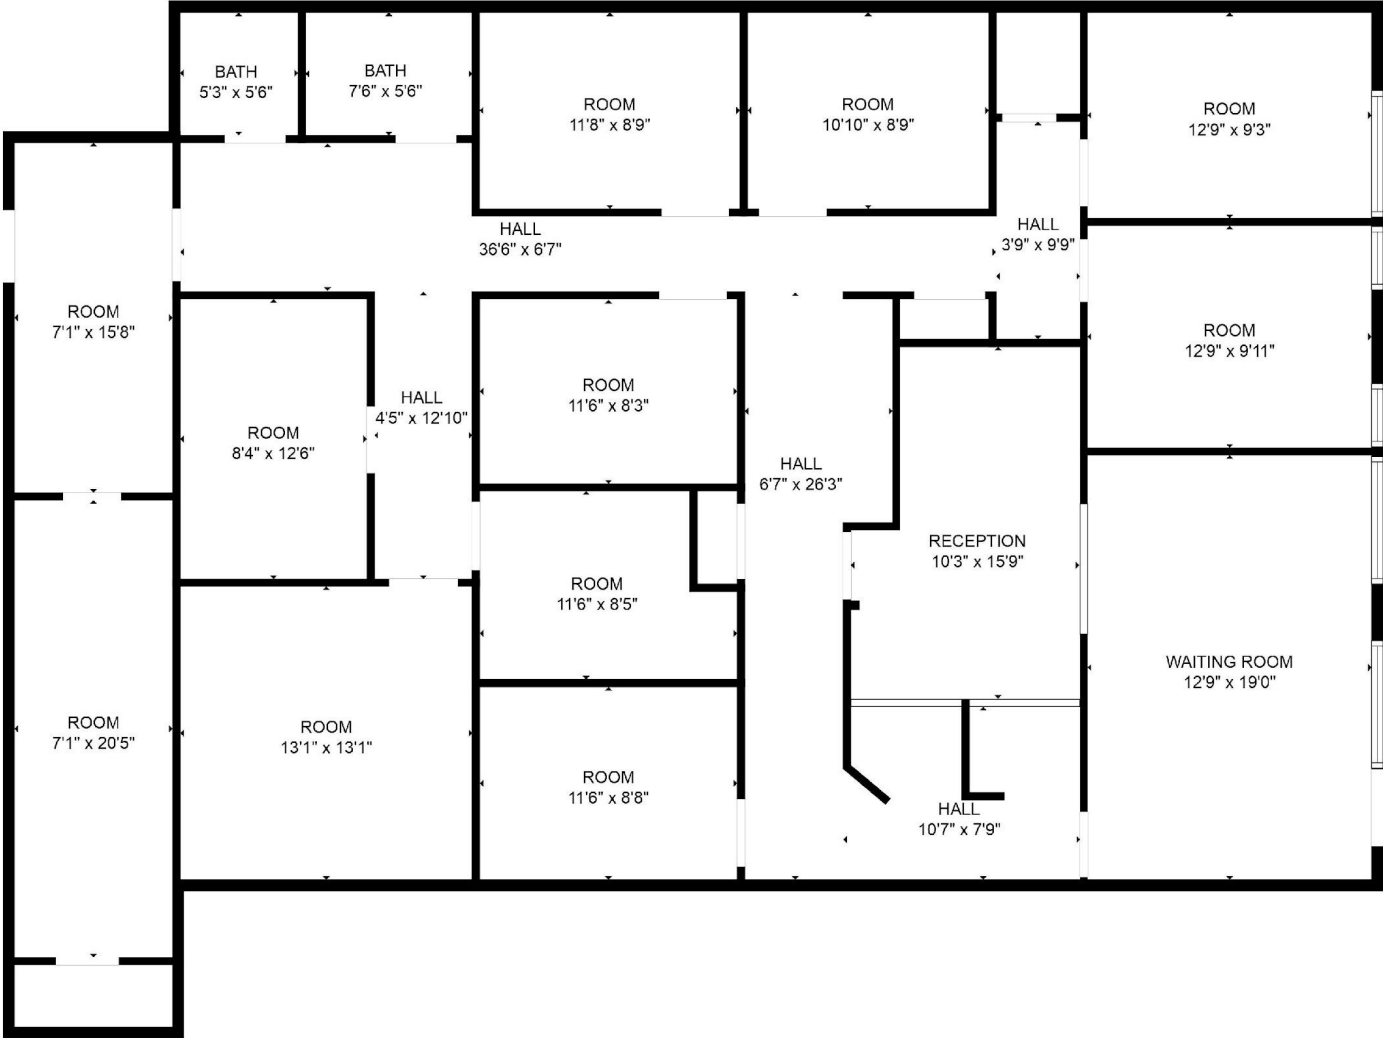 BATH
5'3" x 5'6"
BATH
7'6" x 5'6"
ROOM
11'8" x 8'9"
ROOM
10'10" x 8'9"
ROOM
12'9" x 9'3"
HALL
36'6" x 6'7"
HALL
3'9" x 9'9"
ROOM
7'1" x 15'8"
ROOM
12'9" x 9'11"
ROOM
8'4" x 12'6"
HALL
4'5" x 12'10"
ROOM
11'6" x 8'3"
HALL
6'7" x 26'3"
RECEPTION
10'3" x 15'9"
ROOM
11'6" x 8'5"
WAITING ROOM
12'9" x 19'0"
ROOM
7'1" x 20'5"
ROOM
13'1" x 13'1"
ROOM
11'6" x 8'8"
HALL
10'7" x 7'9"